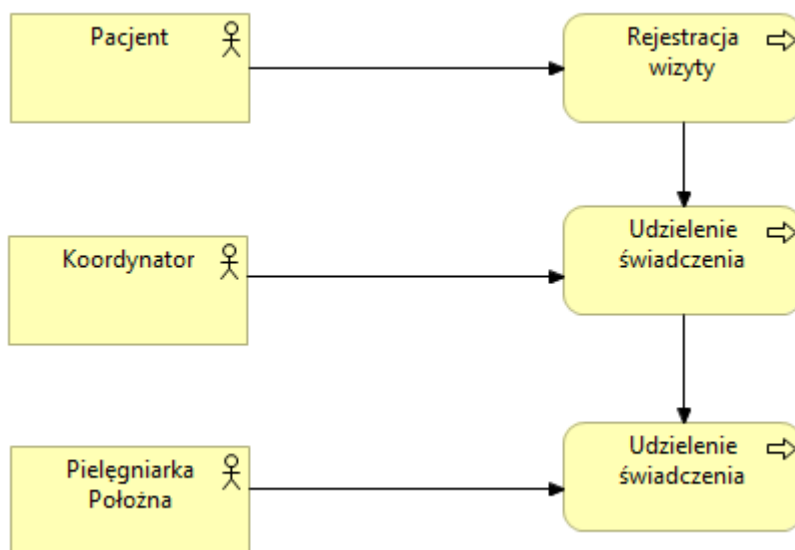 Pacjent
Rejestracja
wizyty
Koordynator
Udzielenie
świadczenia
Pielęgniarka
Położna
Udzielenie
świadczenia